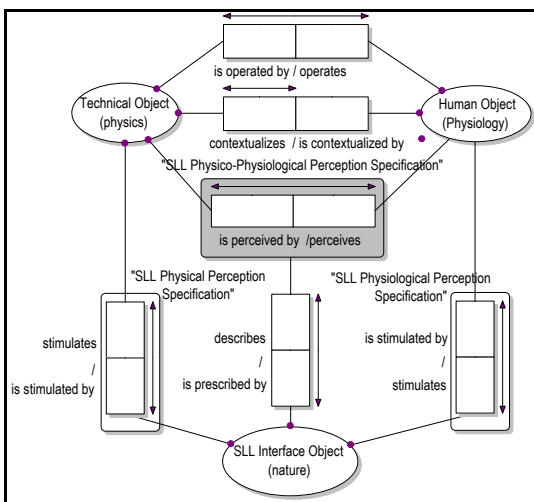 is operated by / operates
Technical Object
(physics)
Human Object
(Physiology)
contextualizes / is contextualized by
"SLL Physico-Physiological Perception Specification"
is perceived by /perceives
"SLL Physical Perception
Specification"
"SLL Physiological Perception
Specification"
stimulates
/
is stimulated by
describes
/
is prescribed by
is stimulated by
/
stimulates
SLL Interface Object
(nature)